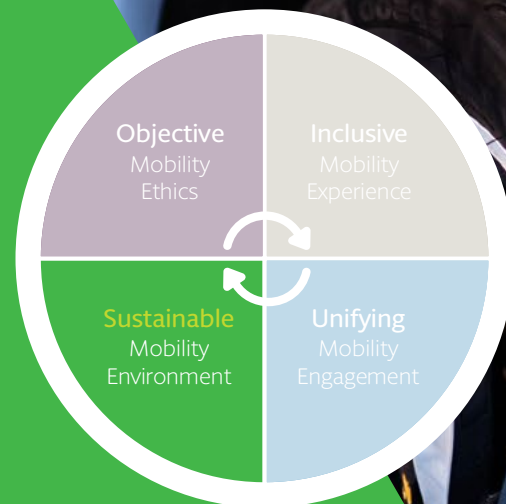 Objective
Mobility
Ethics
Inclusive
Mobility
Experience
Sustainable
Mobility
Environment
Unifying
Mobility
Engagement